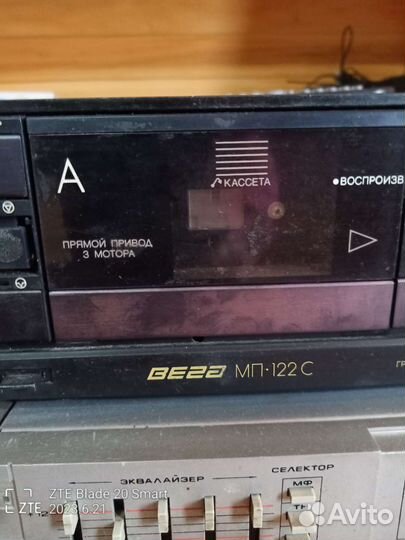 A
КАССЕТА
•ВОСПРОИЗВ
ПРЯМОЙ ПРИВОД
3 МОТОРА
ВЕГА МП·122С
ЭКВАЛАЙЗЕР
СЕЛЕКТОР
МФ
ZTE Blade 20 Smart
2023.6.21
Avito